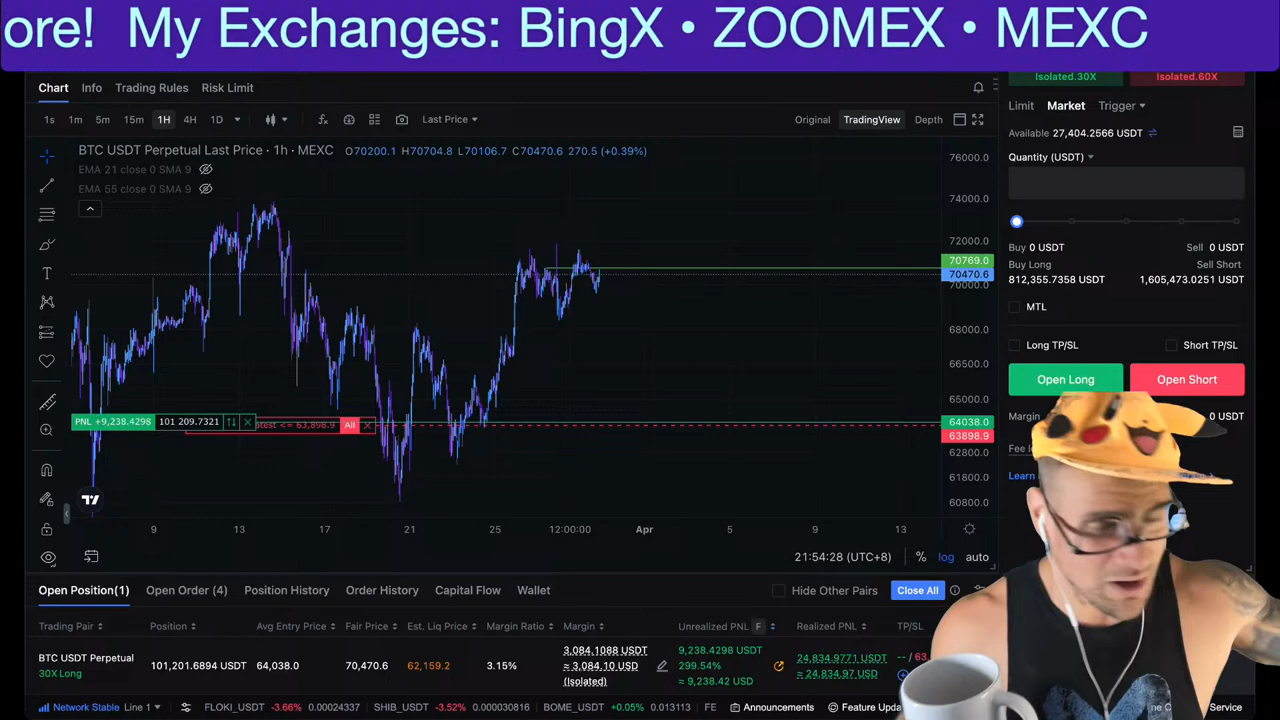 ore! My Exchanges: BingX • ZOOMEX • MEXC
Chart Info Trading Rules Risk Limit
Isolated.30X Isolated.60X
1s 1m 5m 15m 1H 4H 1D Last Price Original TradingView Depth
Limit Market Trigger
Available 27,404.2566 USDT
BTC USDT Perpetual Last Price · 1h · MEXC O70200.1 H70704.8 L70106.7 C70470.6 270.5 (+0.39%)
EMA 21 close 0 SMA 9
EMA 55 close 0 SMA 9
Quantity (USDT)
76000.0
74000.0
72000.0
70769.0
70470.6
70000.0
68000.0
66500.0
65000.0
64038.0
63898.9
62800.0
61800.0
60800.0
Buy 0 USDT Sell 0 USDT
Buy Long Sell Short
812,355.7358 USDT 1,605,473.0251 USDT
MTL
Long TP/SL Short TP/SL
Open Long Open Short
Margin 0 USDT
Learn
PNL +9,238.4298 101 209.7321 atest <= 63,898.9 All
9 13 17 21 25 12:00:00 Apr 5 9 13
21:54:28 (UTC+8) % log auto
Open Position(1) Open Order (4) Position History Order History Capital Flow Wallet Hide Other Pairs Close All
Trading Pair Position Avg Entry Price Fair Price Est. Liq Price Margin Ratio Margin Unrealized PNL F Realized PNL TP/SL
BTC USDT Perpetual
30X Long
101,201.6894 USDT 64,038.0 70,470.6 62,159.2 3.15%
3,084.1088 USDT
≈ 3,084.10 USD
(Isolated)
9,238.4298 USDT
299.54%
≈ 9,238.42 USD
24,834.9771 USDT
≈ 24,834.97 USD
-- / 63
Network Stable Line 1 FLOKI_USDT -3.66% 0.00024337 SHIB_USDT -3.52% 0.000030816 BOME_USDT +0.05% 0.013113 FE Announcements Feature Upda Service